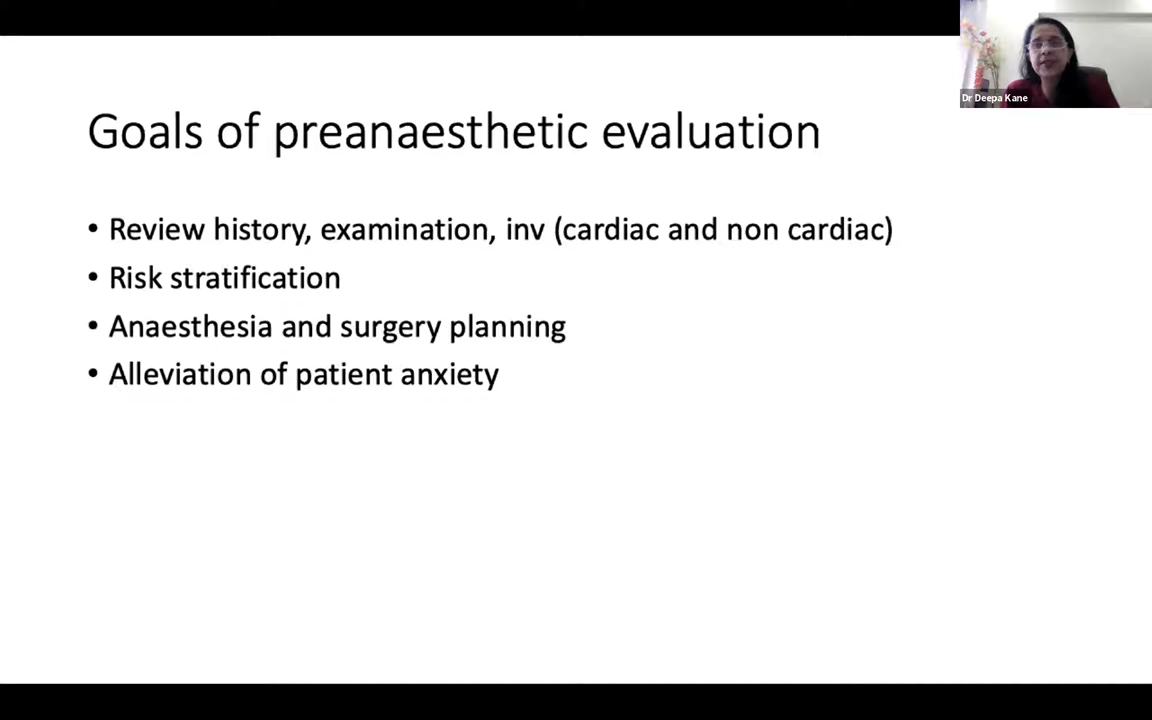 Dr Deepa Kane
Goals of preanaesthetic evaluation
• Review history, examination, inv (cardiac and non cardiac)
• Risk stratification
• Anaesthesia and surgery planning
• Alleviation of patient anxiety